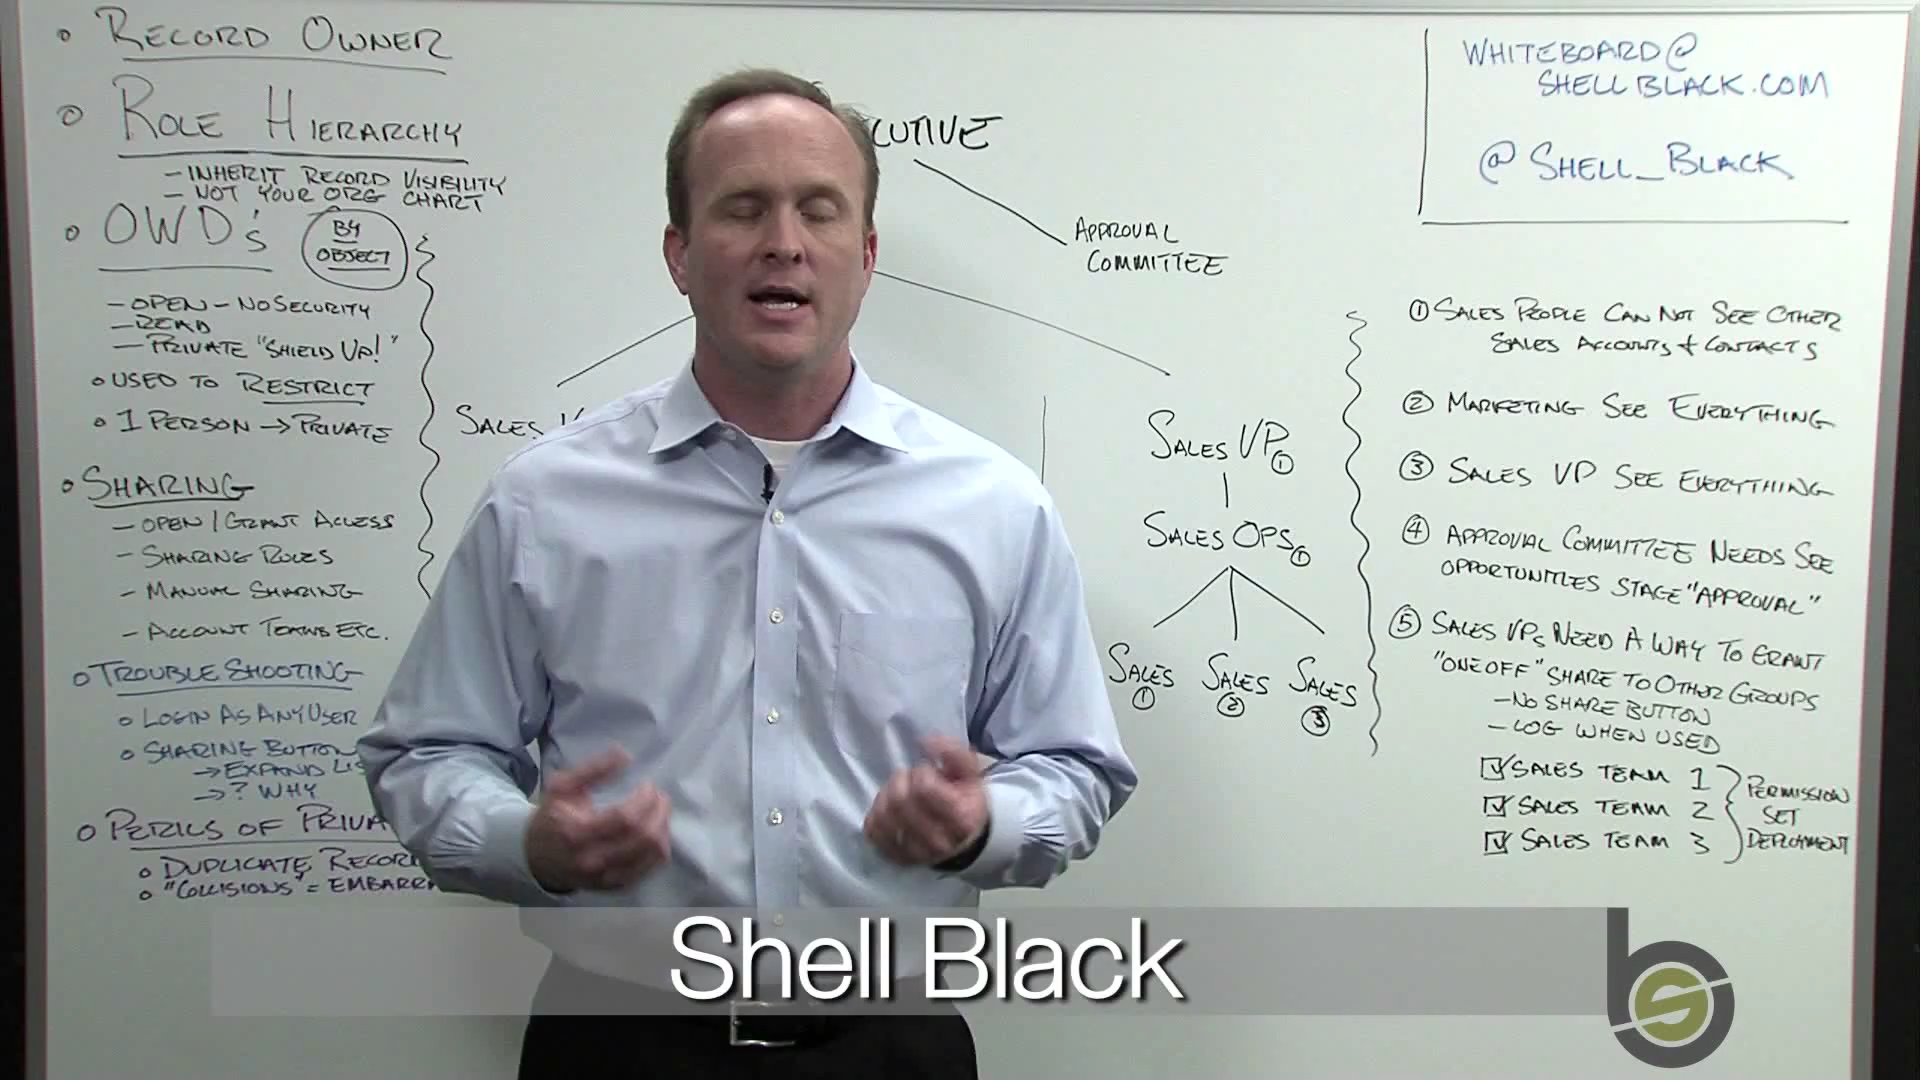 RECORD OWNER
ROLE HIERARCHY
- INHERIT RECORD VISIBILITY
- NOT YOUR ORG CHART
OWD's
BY
OBJECT
- OPEN - NO SECURITY
- READ
- PRIVATE "SHIELD UP!"
USED TO RESTRICT
1 PERSON → PRIVATE
SHARING
- OPEN / GRANT ACCESS
- SHARING RULES
- MANUAL SHARING
- ACCOUNT TEAMS ETC.
TROUBLE SHOOTING
LOGIN AS ANY USER
SHARING BUTTON
→ EXPAND LIS
→ ? WHY
PERILS OF PRIVA
DUPLICATE RECOR
"COLLISIONS" = EMBARR
CUTIVE
APPROVAL
COMMITTEE
SALES V
SALES VP ①
SALES OPS ①
SALES SALES SALES
① ② ③
WHITEBOARD@
SHELLBLACK.COM
@SHELL_BLACK
① SALES PEOPLE CAN NOT SEE OTHER
SALES ACCOUNTS + CONTACTS
② MARKETING SEE EVERYTHING
③ SALES VP SEE EVERYTHING
④ APPROVAL COMMITTEE NEEDS SEE
OPPORTUNITIES STAGE "APPROVAL"
⑤ SALES VPs NEED A WAY TO GRANT
"ONE OFF" SHARE TO OTHER GROUPS
- NO SHARE BUTTON
- LOG WHEN USED
☑ SALES TEAM 1
☑ SALES TEAM 2
☑ SALES TEAM 3
PERMISSION
SET
DEPLOYMENT
Shell Black
bs